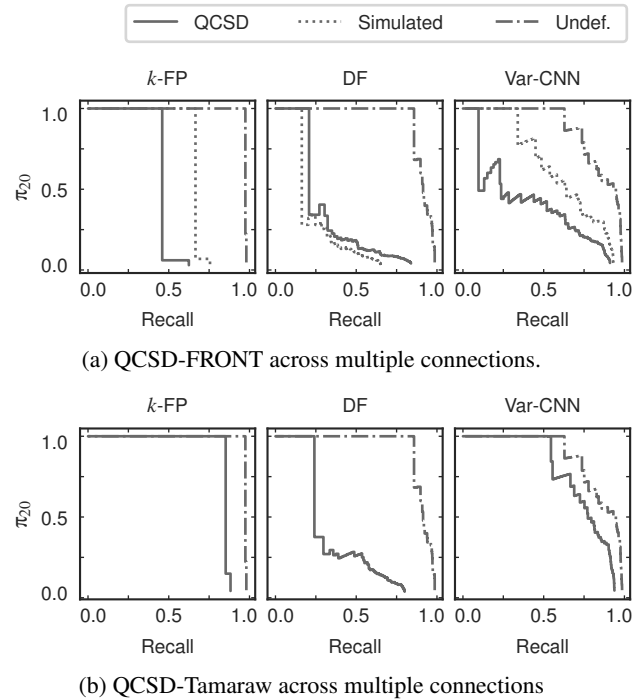 QCSD Simulated Undef.
k-FP DF Var-CNN
1.0
0.5
0.0
π20
0.0 0.5 1.0 0.0 0.5 1.0 0.0 0.5 1.0
Recall Recall Recall
(a) QCSD-FRONT across multiple connections.
k-FP DF Var-CNN
1.0
0.5
0.0
π20
0.0 0.5 1.0 0.0 0.5 1.0 0.0 0.5 1.0
Recall Recall Recall
(b) QCSD-Tamaraw across multiple connections